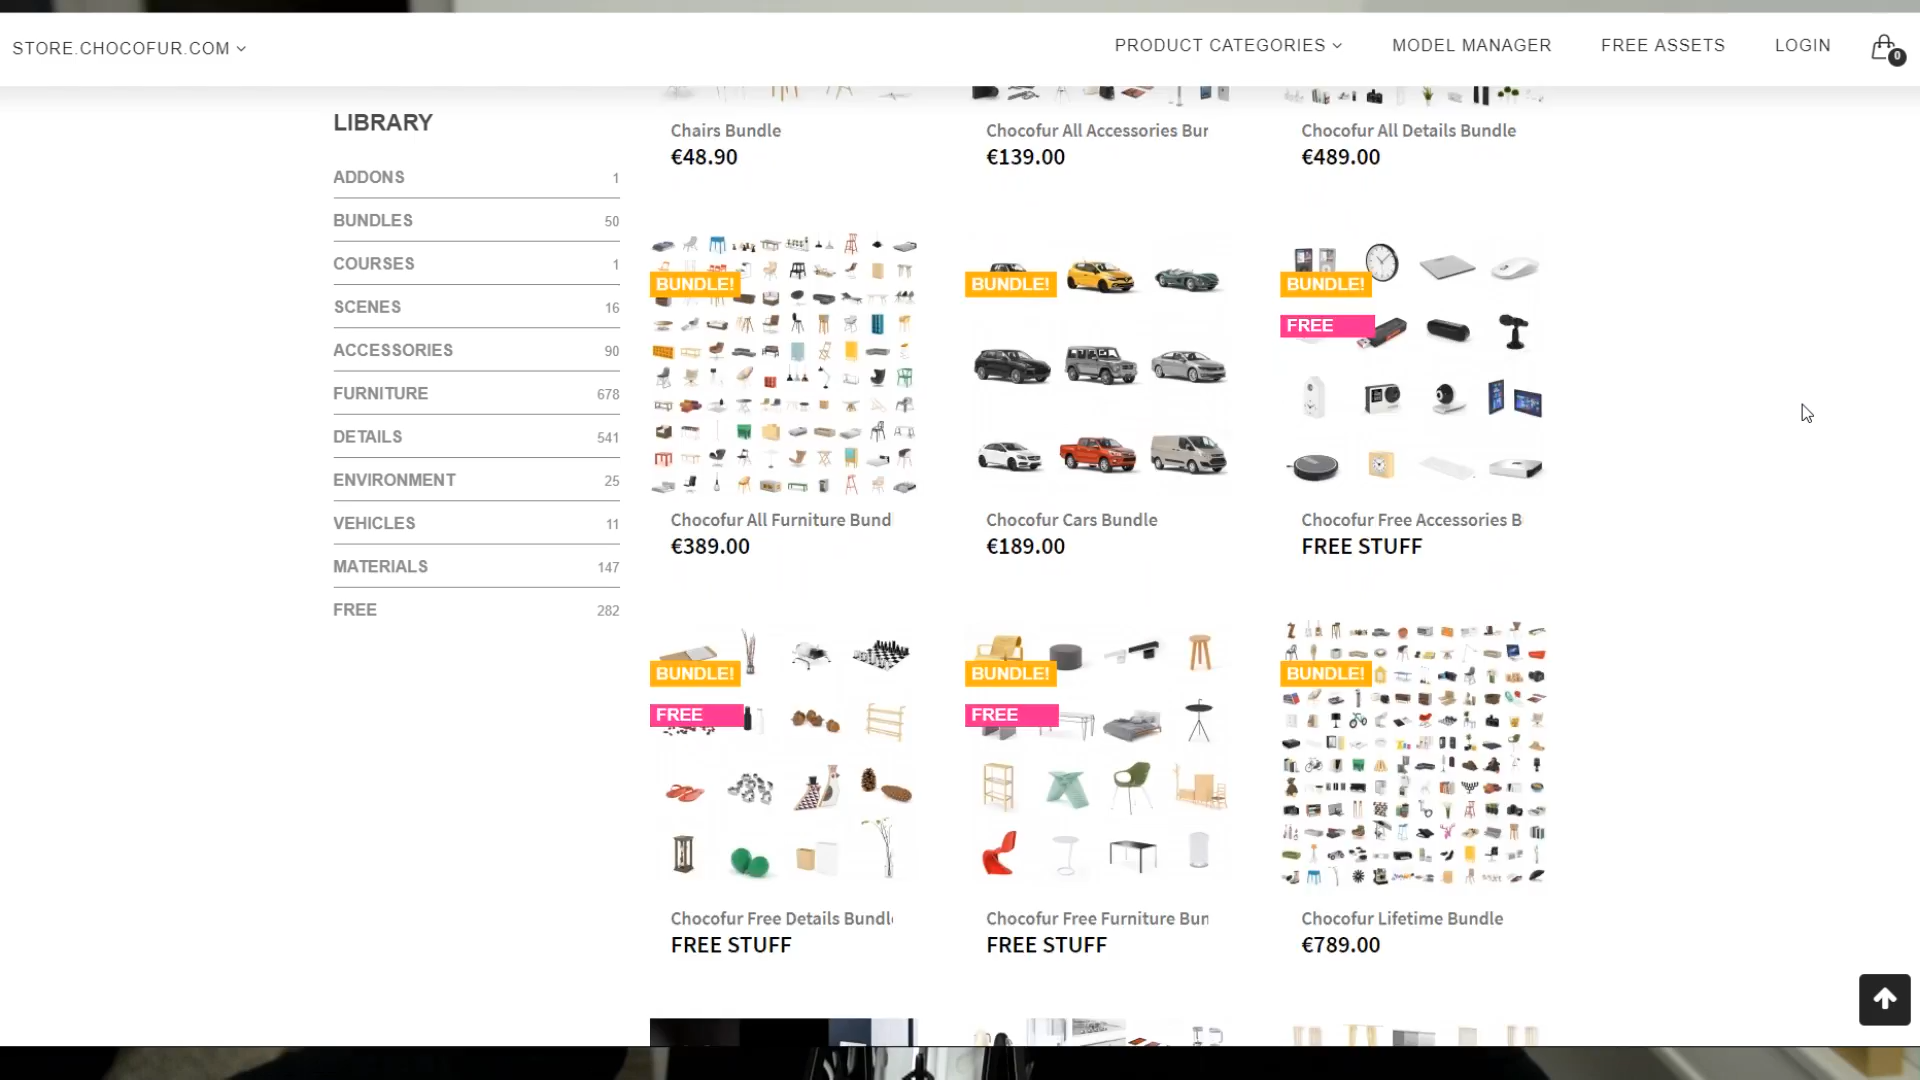 STORE.CHOCOFUR.COM
PRODUCT CATEGORIES
MODEL MANAGER
FREE ASSETS
LOGIN
0
LIBRARY
ADDONS 1
BUNDLES 50
COURSES 1
SCENES 16
ACCESSORIES 90
FURNITURE 678
DETAILS 541
ENVIRONMENT 25
VEHICLES 11
MATERIALS 147
FREE 282
Chairs Bundle
€48.90
Chocofur All Accessories Bur
€139.00
Chocofur All Details Bundle
€489.00
BUNDLE!
Chocofur All Furniture Bund
€389.00
BUNDLE!
Chocofur Cars Bundle
€189.00
BUNDLE!
FREE
Chocofur Free Accessories B
FREE STUFF
BUNDLE!
FREE
Chocofur Free Details Bundl
FREE STUFF
BUNDLE!
FREE
Chocofur Free Furniture Bun
FREE STUFF
BUNDLE!
Chocofur Lifetime Bundle
€789.00